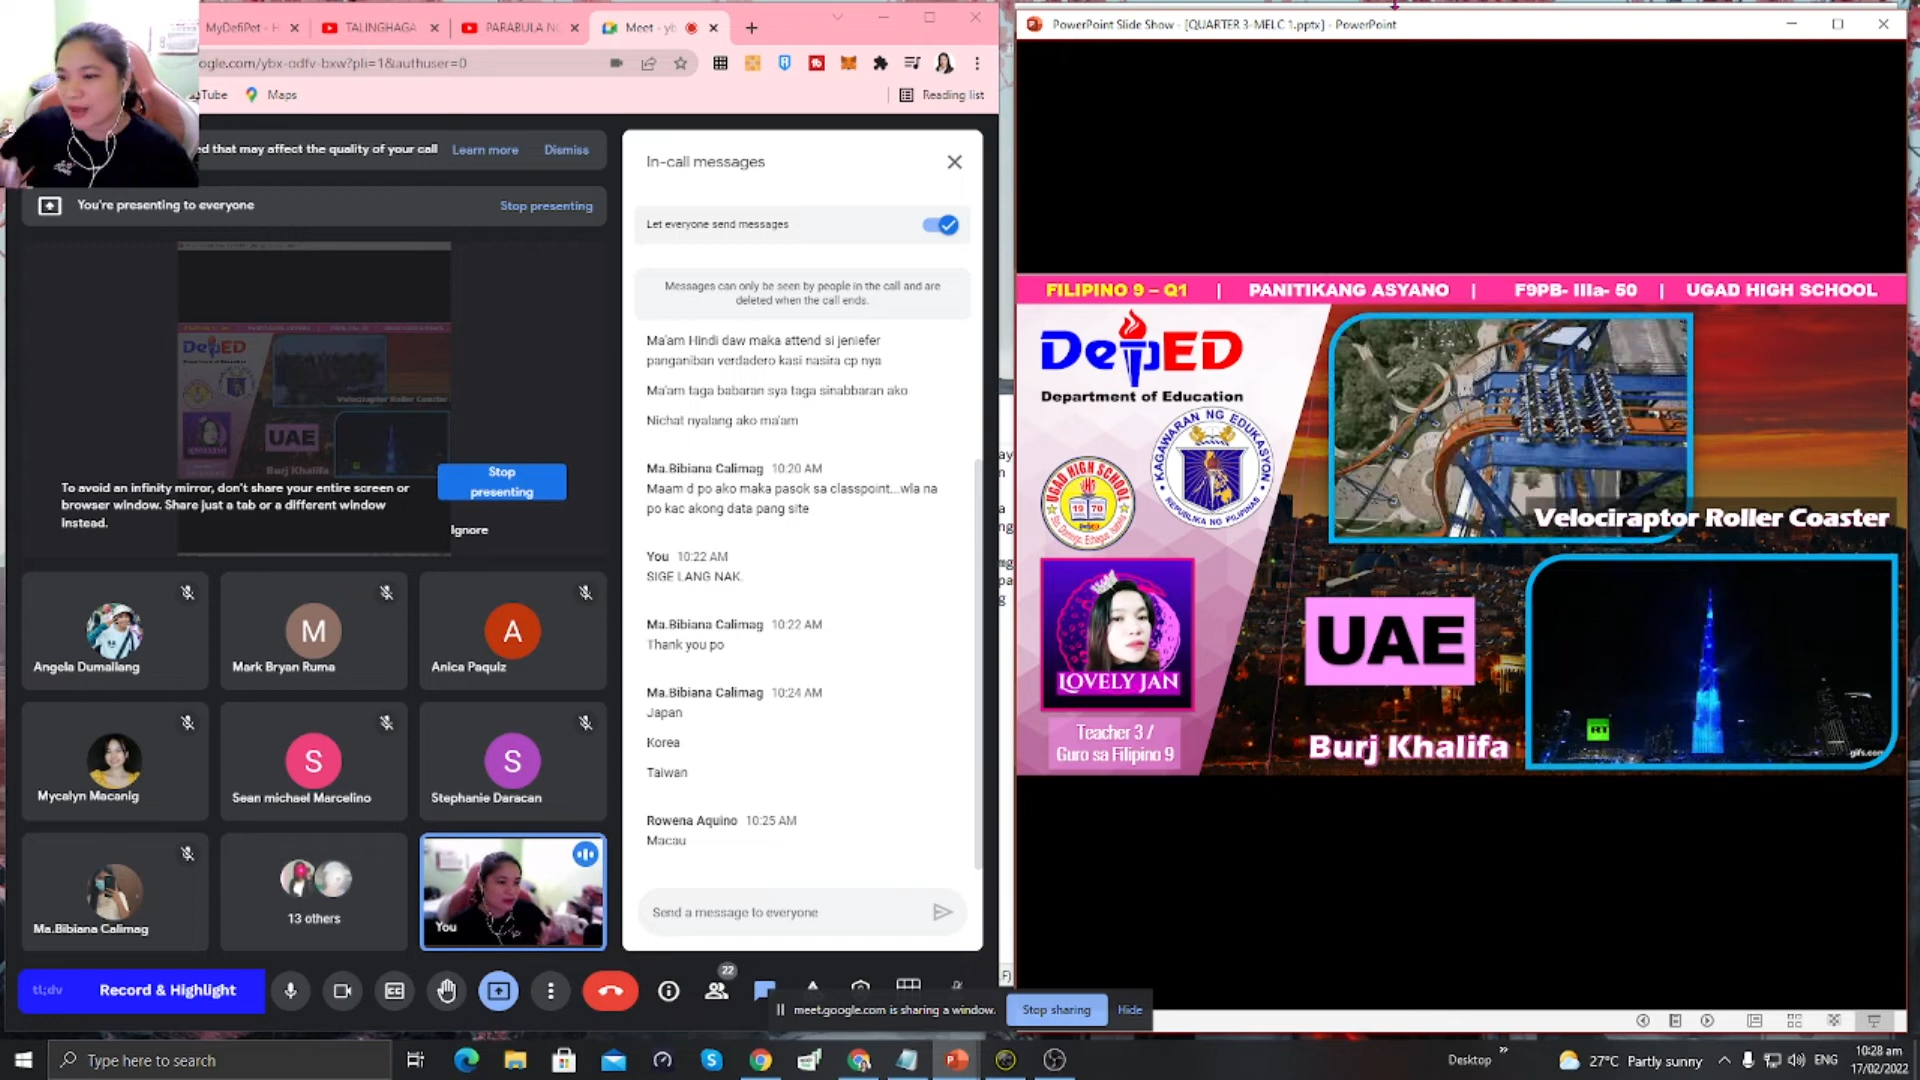 MyDefiPet - H
TALINGHAGA
PARABULA NG
Meet - yb
PowerPoint Slide Show - [QUARTER 3-MELC 1.pptx] - PowerPoint
ogle.com/ybx-odfv-bxw?pli=1&authuser=0
Tube
Maps
Reading list
ed that may affect the quality of your call
Learn more
Dismiss
You're presenting to everyone
Stop presenting
To avoid an infinity mirror, don't share your entire screen or
browser window. Share just a tab or a different window
instead.
Stop
presenting
Ignore
Angela Dumallang
M
Mark Bryan Ruma
A
Anica Paquiz
Mycalyn Macanig
S
Sean michael Marcelino
S
Stephanie Daracan
Ma.Bibiana Calimag
13 others
You
In-call messages
Let everyone send messages
Messages can only be seen by people in the call and are
deleted when the call ends.
Ma'am Hindi daw maka attend si jeniefer
panganiban verdadero kasi nasira cp nya
Ma'am taga babaran sya taga sinabbaran ako
Nichat nyalang ako ma'am
Ma.Bibiana Calimag 10:20 AM
Maam d po ako maka pasok sa classpoint...wla na
po kac akong data pang site
You 10:22 AM
SIGE LANG NAK.
Ma.Bibiana Calimag 10:22 AM
Thank you po
Ma.Bibiana Calimag 10:24 AM
Japan
Korea
Taiwan
Rowena Aquino 10:25 AM
Macau
Send a message to everyone
tl;dv Record & Highlight
22
meet.google.com is sharing a window.
Stop sharing
Hide
FILIPINO 9 – Q1 | PANITIKANG ASYANO | F9PB- IIIa- 50 | UGAD HIGH SCHOOL
DepED
Department of Education
KAGAWARAN NG EDUKASYON
REPUBLIKA NG PILIPINAS
UGAD HIGH SCHOOL
1970
LOVELY JAN
Teacher 3 /
Guro sa Filipino 9
Velociraptor Roller Coaster
UAE
Burj Khalifa
RT
gifs.com
Type here to search
Desktop
27°C Partly sunny
ENG
10:28 am
17/02/2022